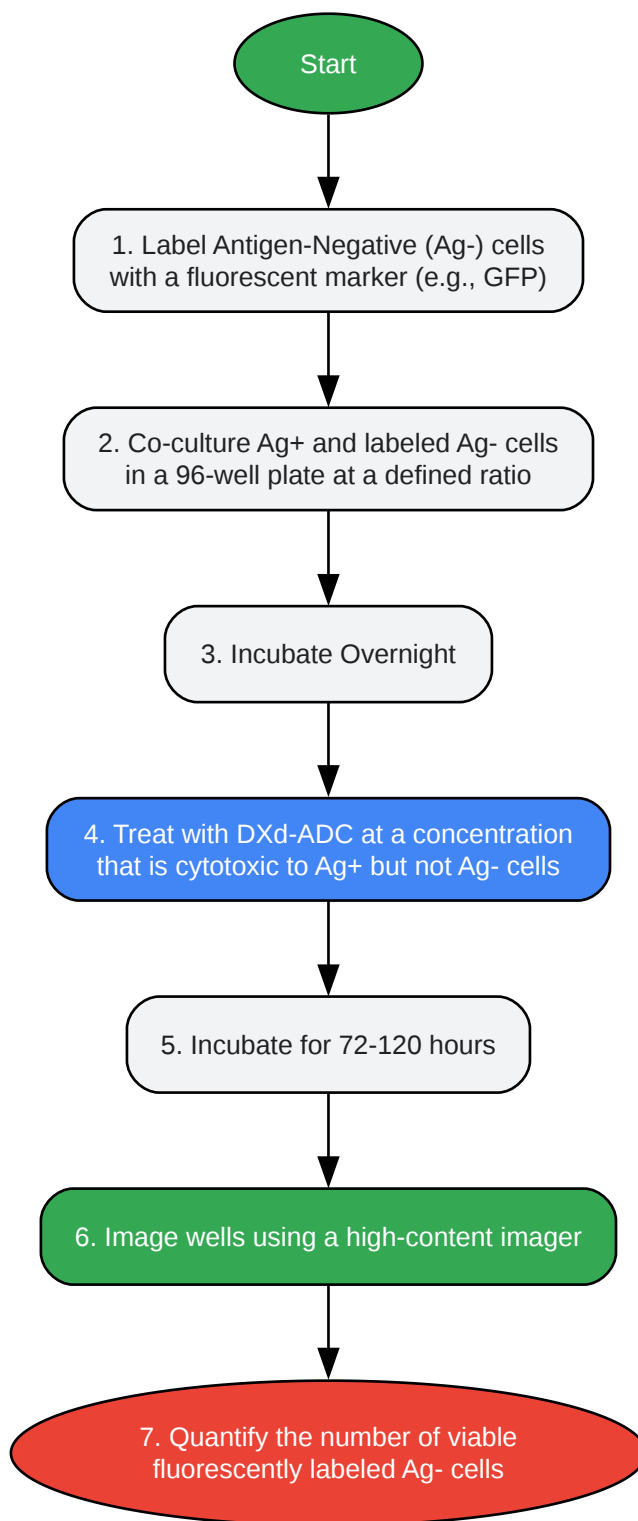 Start
1. Label Antigen-Negative (Ag-) cells
with a fluorescent marker (e.g., GFP)
2. Co-culture Ag+ and labeled Ag- cells
in a 96-well plate at a defined ratio
3. Incubate Overnight
4. Treat with DXd-ADC at a concentration
that is cytotoxic to Ag+ but not Ag- cells
5. Incubate for 72-120 hours
6. Image wells using a high-content imager
7. Quantify the number of viable
fluorescently labeled Ag- cells